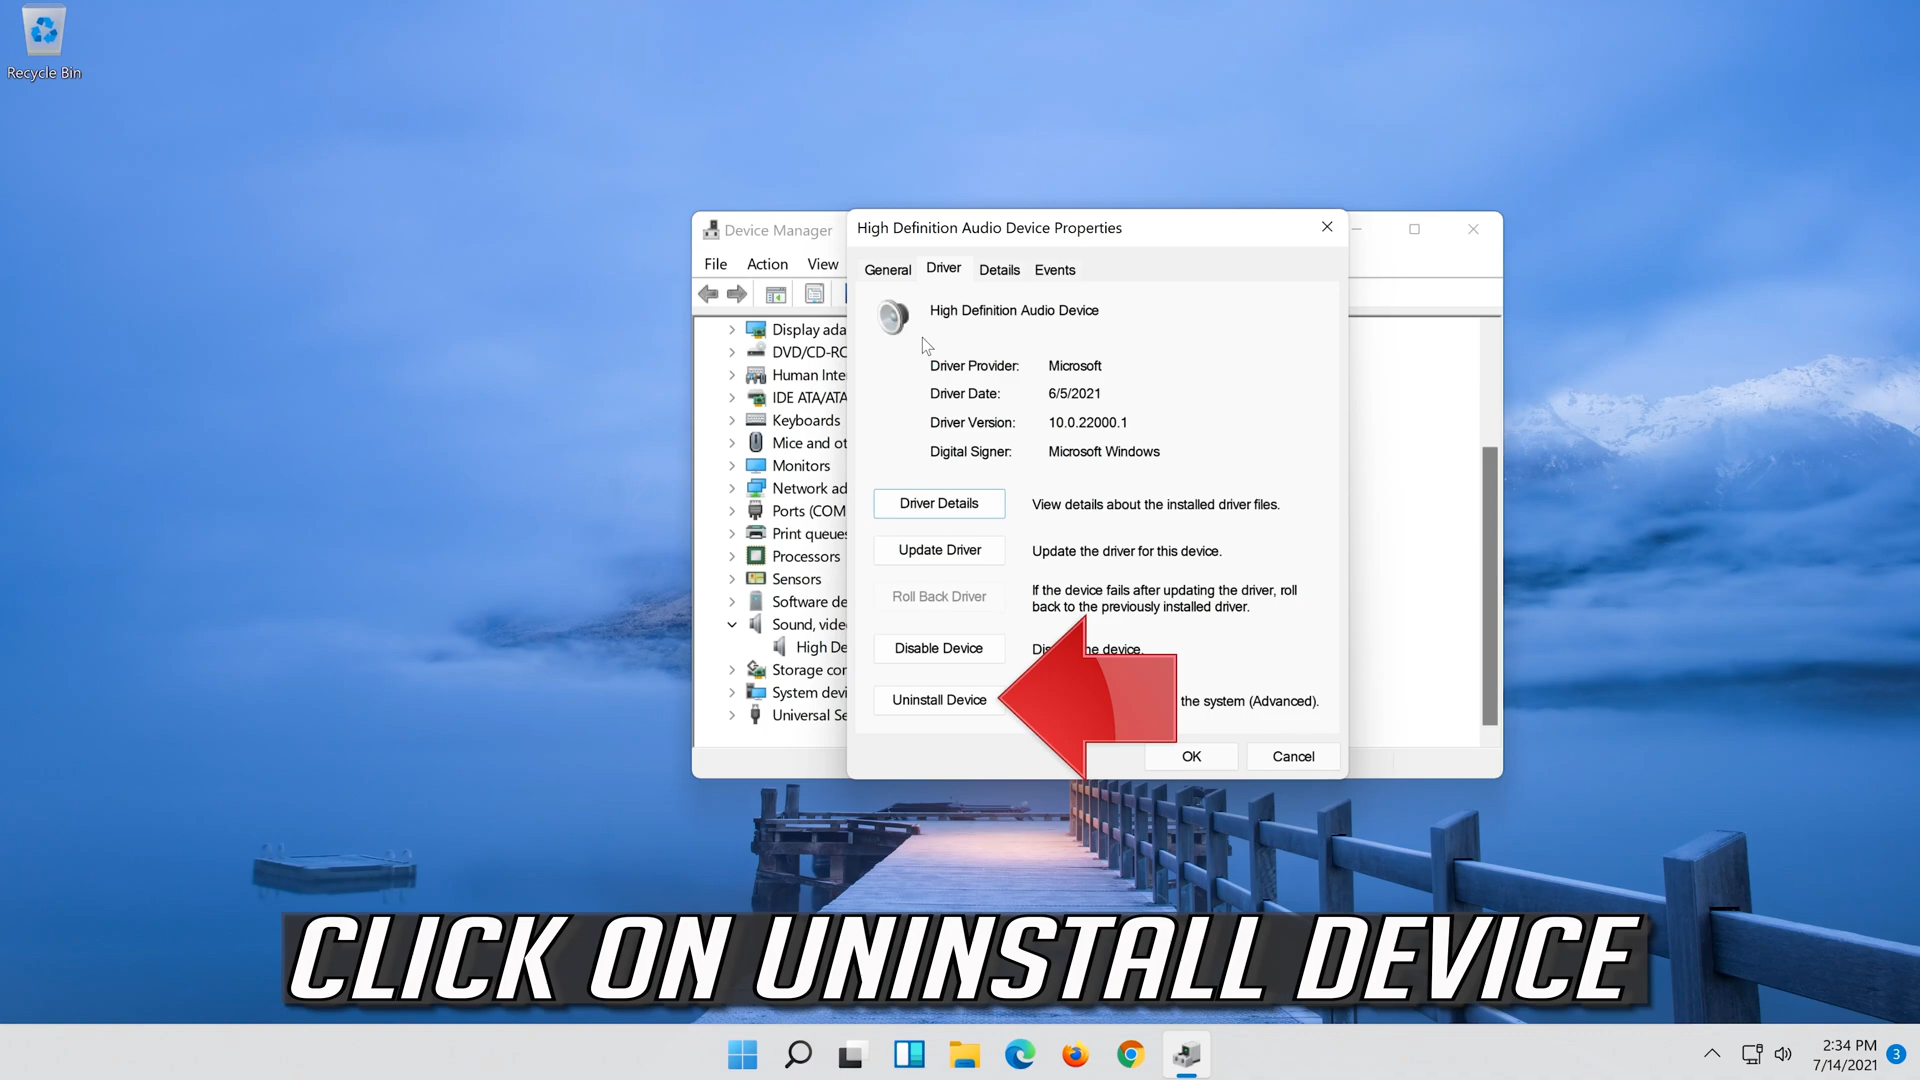 Recycle Bin
Device Manager
File Action View
Display ada
DVD/CD-RC
Human Inte
IDE ATA/ATA
Keyboards
Mice and ot
Monitors
Network ad
Ports (COM
Print queues
Processors
Sensors
Software de
Sound, vide
High De
Storage con
System devi
Universal Se
High Definition Audio Device Properties
General Driver Details Events
High Definition Audio Device
Driver Provider: Microsoft
Driver Date: 6/5/2021
Driver Version: 10.0.22000.1
Digital Signer: Microsoft Windows
Driver Details View details about the installed driver files.
Update Driver Update the driver for this device.
Roll Back Driver If the device fails after updating the driver, roll
back to the previously installed driver.
Disable Device device.
Uninstall Device the system (Advanced).
OK Cancel
CLICK ON UNINSTALL DEVICE
2:34 PM
7/14/2021
3